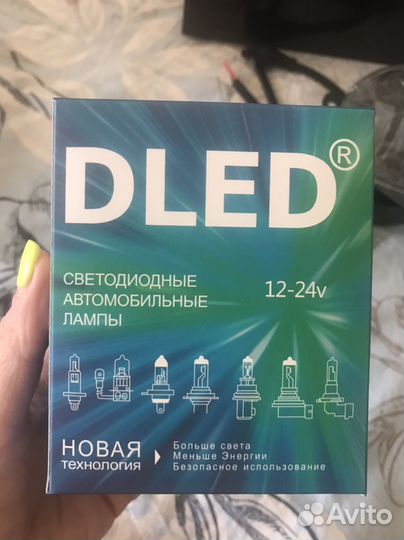 DLED®
СВЕТОДИОДНЫЕ
АВТОМОБИЛЬНЫЕ
ЛАМПЫ
12-24v
НОВАЯ
технология
Больше света
Меньше Энергии
Безопасное использование
Avito